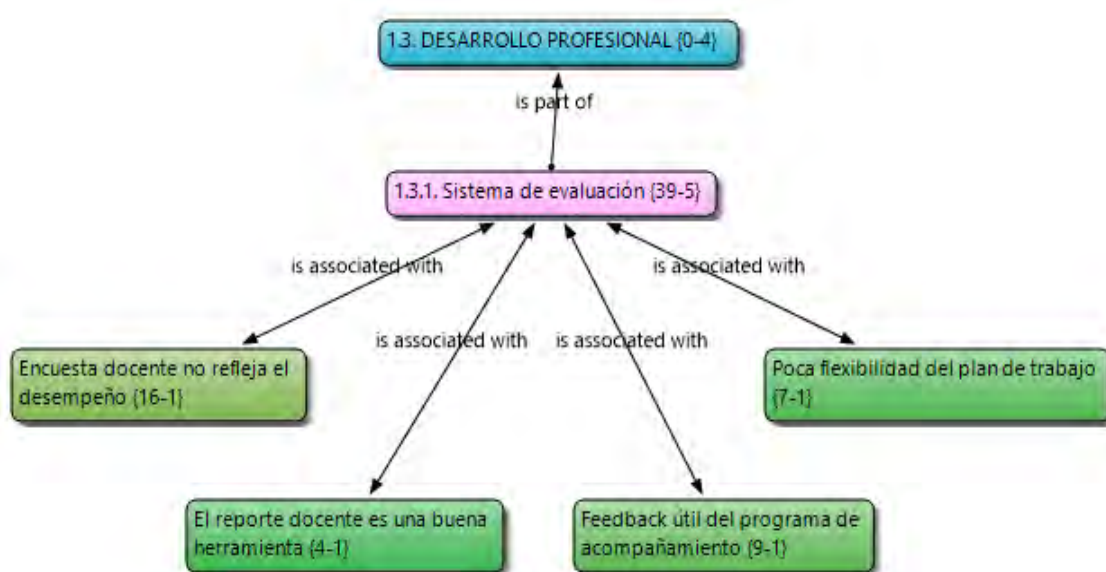 1.3. DESARROLLO PROFESIONAL {0-4}
is part of
1.3.1. Sistema de evaluación {39-5}
is associated with
is associated with
is associated with
is associated with
Encuesta docente no refleja el
desempeño {16-1}
Poca flexibilidad del plan de trabajo
{7-1}
El reporte docente es una buena
herramienta {4-1}
Feedback útil del programa de
acompañamiento {9-1}